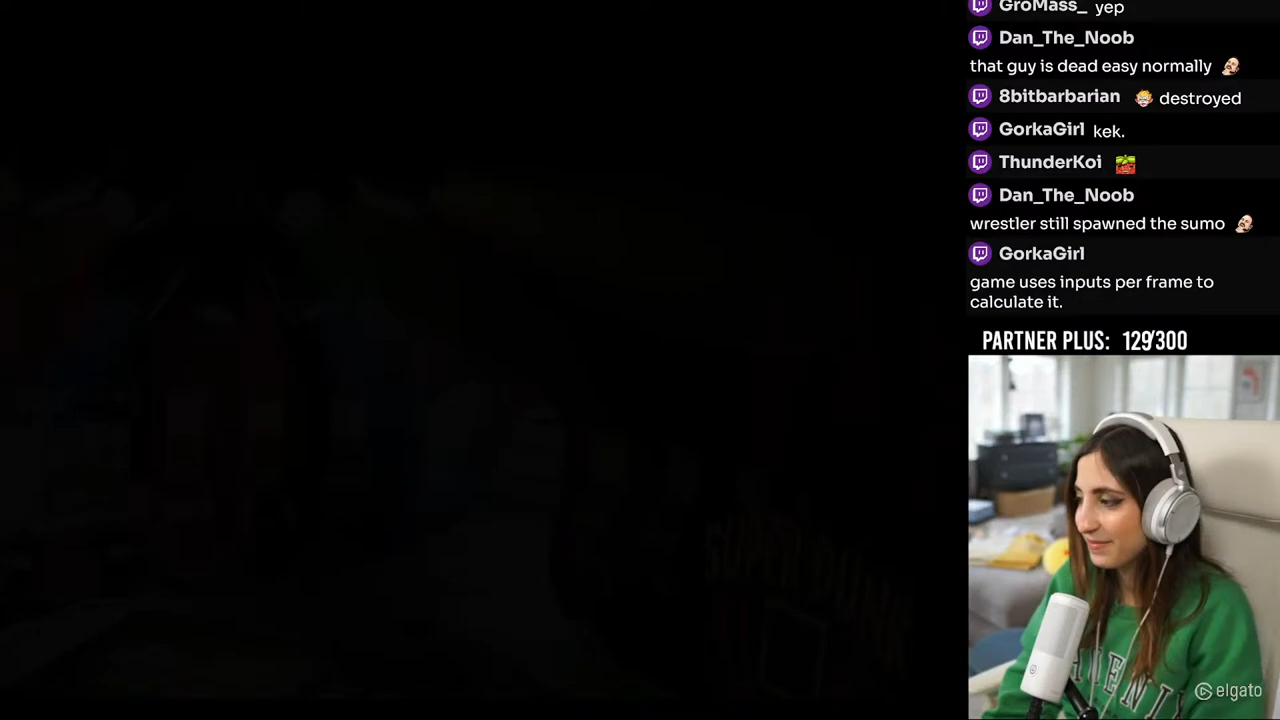 GroMass_ yep
Dan_The_Noob
that guy is dead easy normally
8bitbarbarian destroyed
GorkaGirl kek.
ThunderKoi
Dan_The_Noob
wrestler still spawned the sumo
GorkaGirl
game uses inputs per frame to
calculate it.
PARTNER PLUS: 129/300
elgato